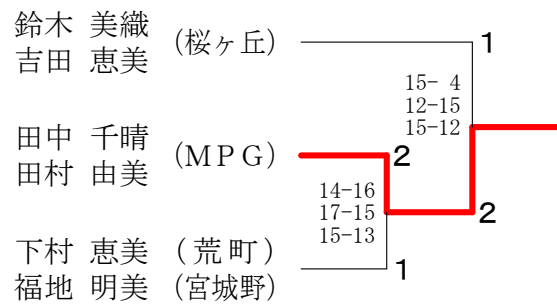 鈴木 美織
吉田 恵美
(桜ヶ丘)
1
15- 4
12-15
15-12
田中 千晴
田村 由美
(MPG)
2
14-16
17-15
15-13
2
下村 恵美 (荒町)
福地 明美 (宮城野)
1